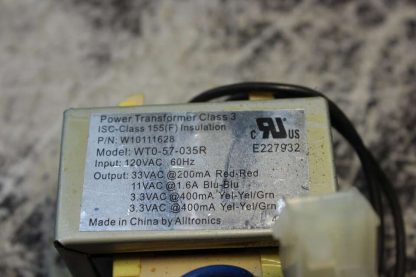 Power Transformer Class 3
ISC-Class 155(F) Insulation
P/N: W10111628
Model: WT0-57-035R
Input: 120VAC 60Hz
Output: 33VAC @200mA Red-Red
11VAC @1.6A Blu-Blu
3.3VAC @400mA Yel-Yel/Grn
3.3VAC @400mA Yel-Yel/Grn
Made in China by Alltronics
c RU US
E227932